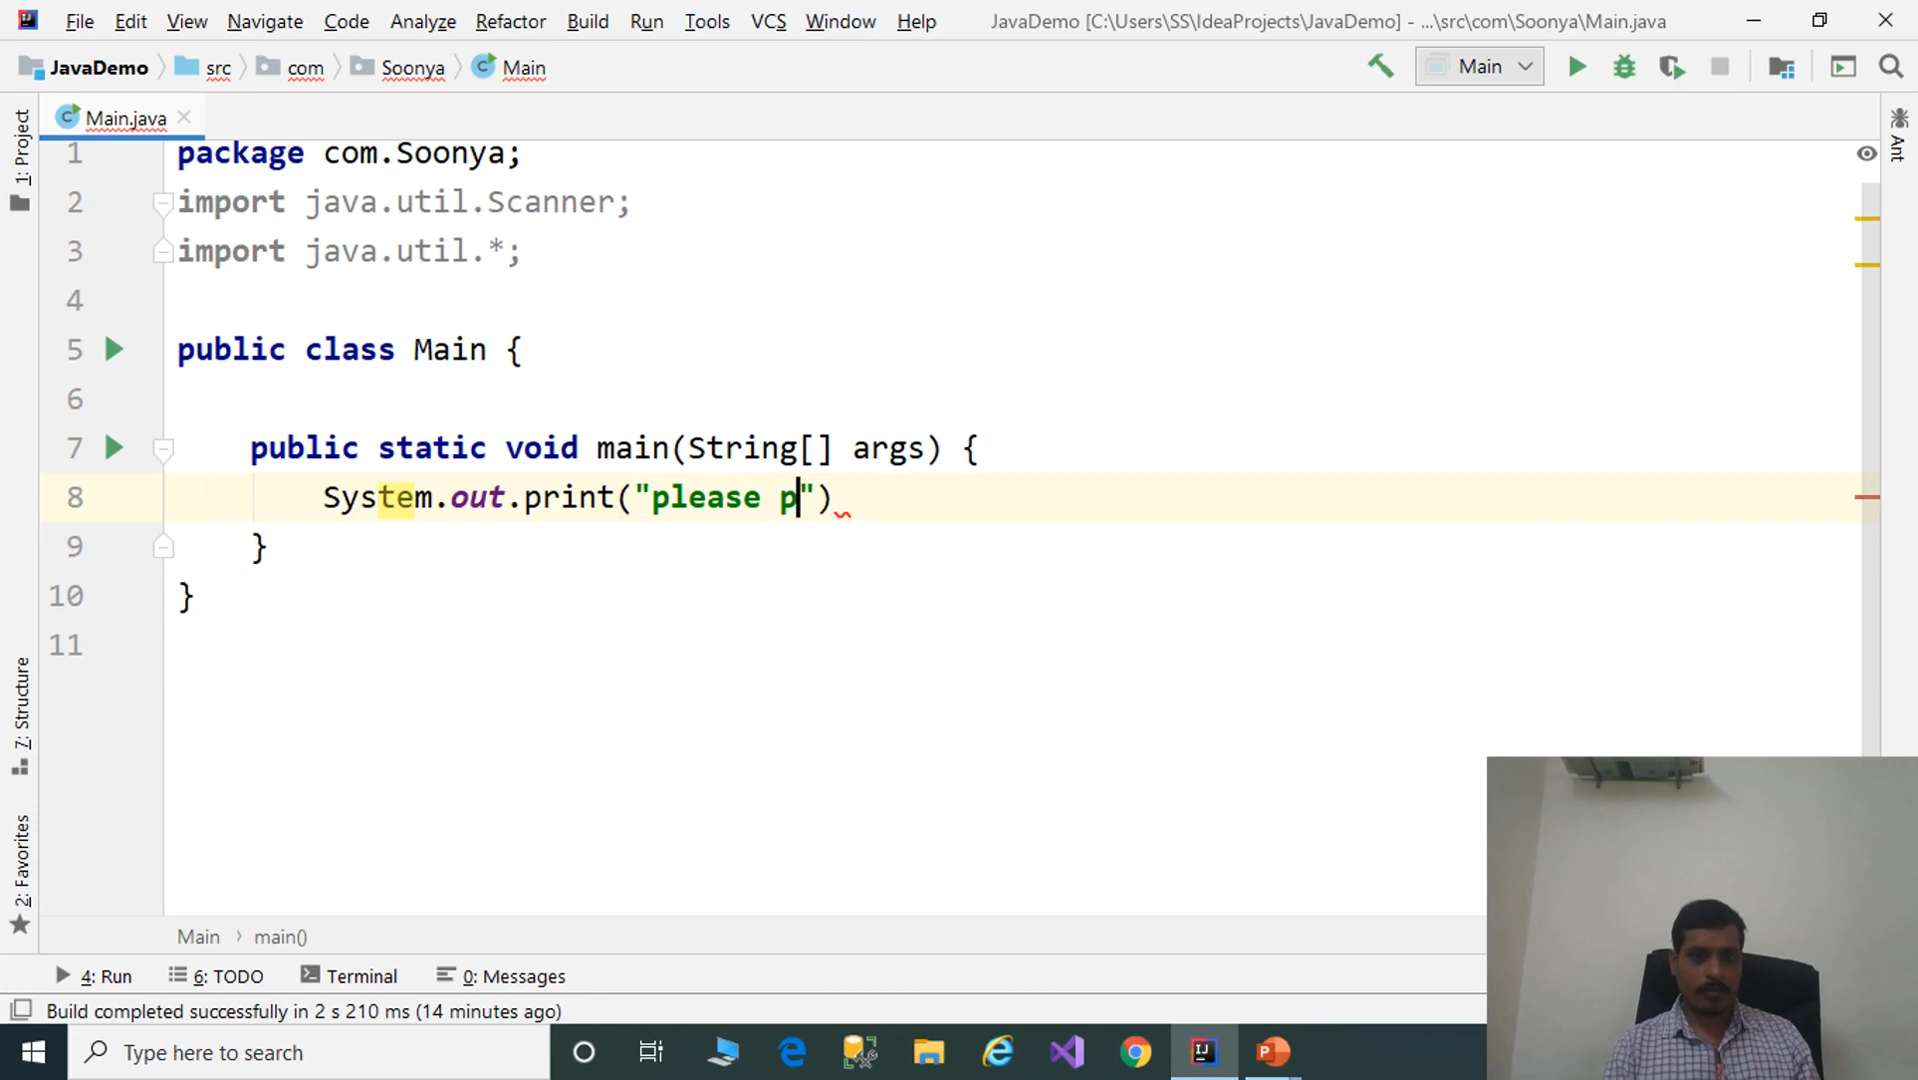 File Edit View Navigate Code Analyze Refactor Build Run Tools VCS Window Help JavaDemo [C:\Users\SS\IdeaProjects\JavaDemo] - ...\src\com\Soonya\Main.java
JavaDemo src com Soonya Main Main
1: Project
Main.java
Ant
1 package com.Soonya;
2 import java.util.Scanner;
3 import java.util.*;
4
5 public class Main {
6
7 public static void main(String[] args) {
8 System.out.print("please p")
9 }
10 }
11
7: Structure
2: Favorites
Main main()
4: Run 6: TODO Terminal 0: Messages
Build completed successfully in 2 s 210 ms (14 minutes ago)
Type here to search